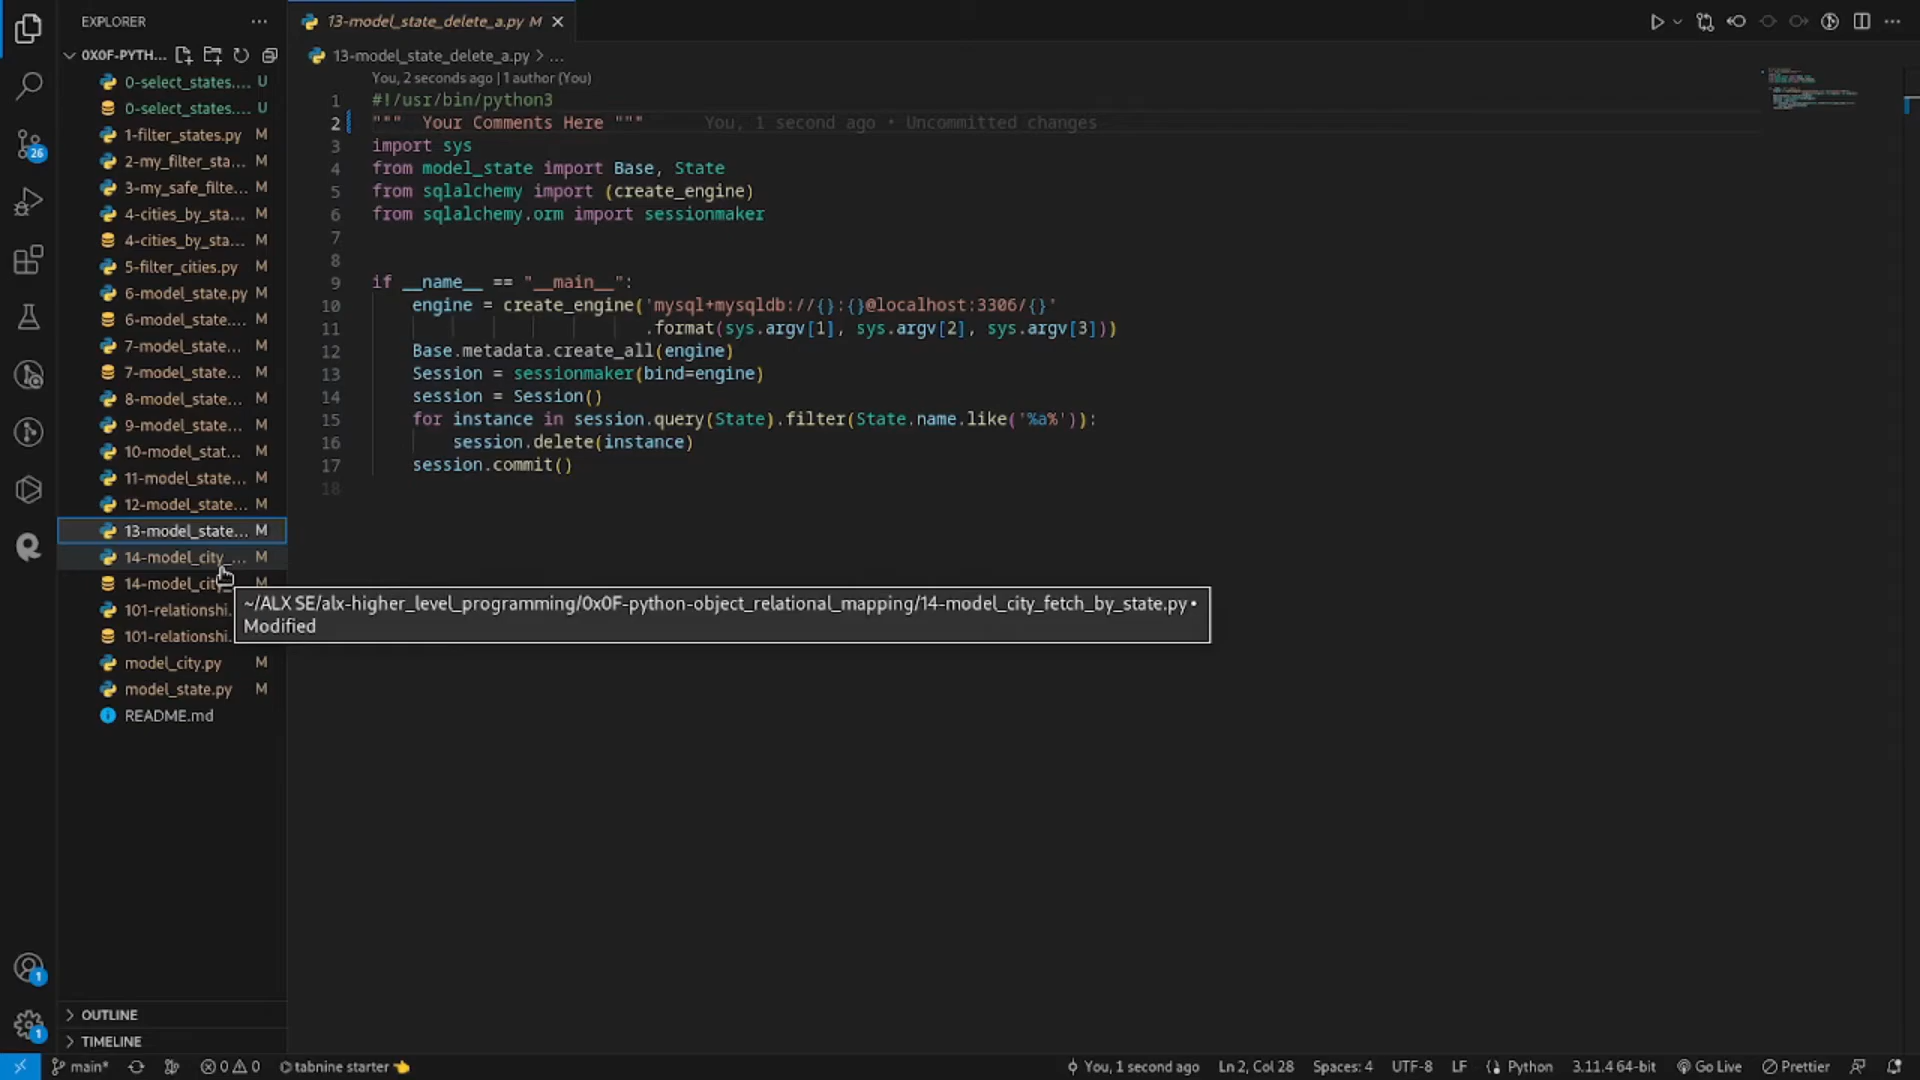 EXPLORER
0X0F-PYTH...
0-select_states.... U
0-select_states.... U
1-filter_states.py M
2-my_filter_sta... M
3-my_safe_filte... M
4-cities_by_sta... M
4-cities_by_sta... M
5-filter_cities.py M
6-model_state.py M
6-model_state.... M
7-model_state... M
7-model_state... M
8-model_state... M
9-model_state... M
10-model_stat... M
11-model_state... M
12-model_state... M
13-model_state... M
14-model_city_... M
14-model_city_ M
101-relationshi.
101-relationshi.
model_city.py M
model_state.py M
README.md
OUTLINE
TIMELINE
26
1
1
13-model_state_delete_a.py M
13-model_state_delete_a.py > ...
You, 2 seconds ago | 1 author (You)
1 #!/usr/bin/python3
2 """  Your Comments Here """ You, 1 second ago • Uncommitted changes
3 import sys
4 from model_state import Base, State
5 from sqlalchemy import (create_engine)
6 from sqlalchemy.orm import sessionmaker
7
8
9 if __name__ == "__main__":
10 engine = create_engine('mysql+mysqldb://{}:{}@localhost:3306/{}'
11 .format(sys.argv[1], sys.argv[2], sys.argv[3]))
12 Base.metadata.create_all(engine)
13 Session = sessionmaker(bind=engine)
14 session = Session()
15 for instance in session.query(State).filter(State.name.like('%a%')):
16 session.delete(instance)
17 session.commit()
18
~/ALX SE/alx-higher_level_programming/0x0F-python-object_relational_mapping/14-model_city_fetch_by_state.py •
Modified
main* 0 0 tabnine starter You, 1 second ago Ln 2, Col 28 Spaces: 4 UTF-8 LF Python 3.11.4 64-bit Go Live Prettier